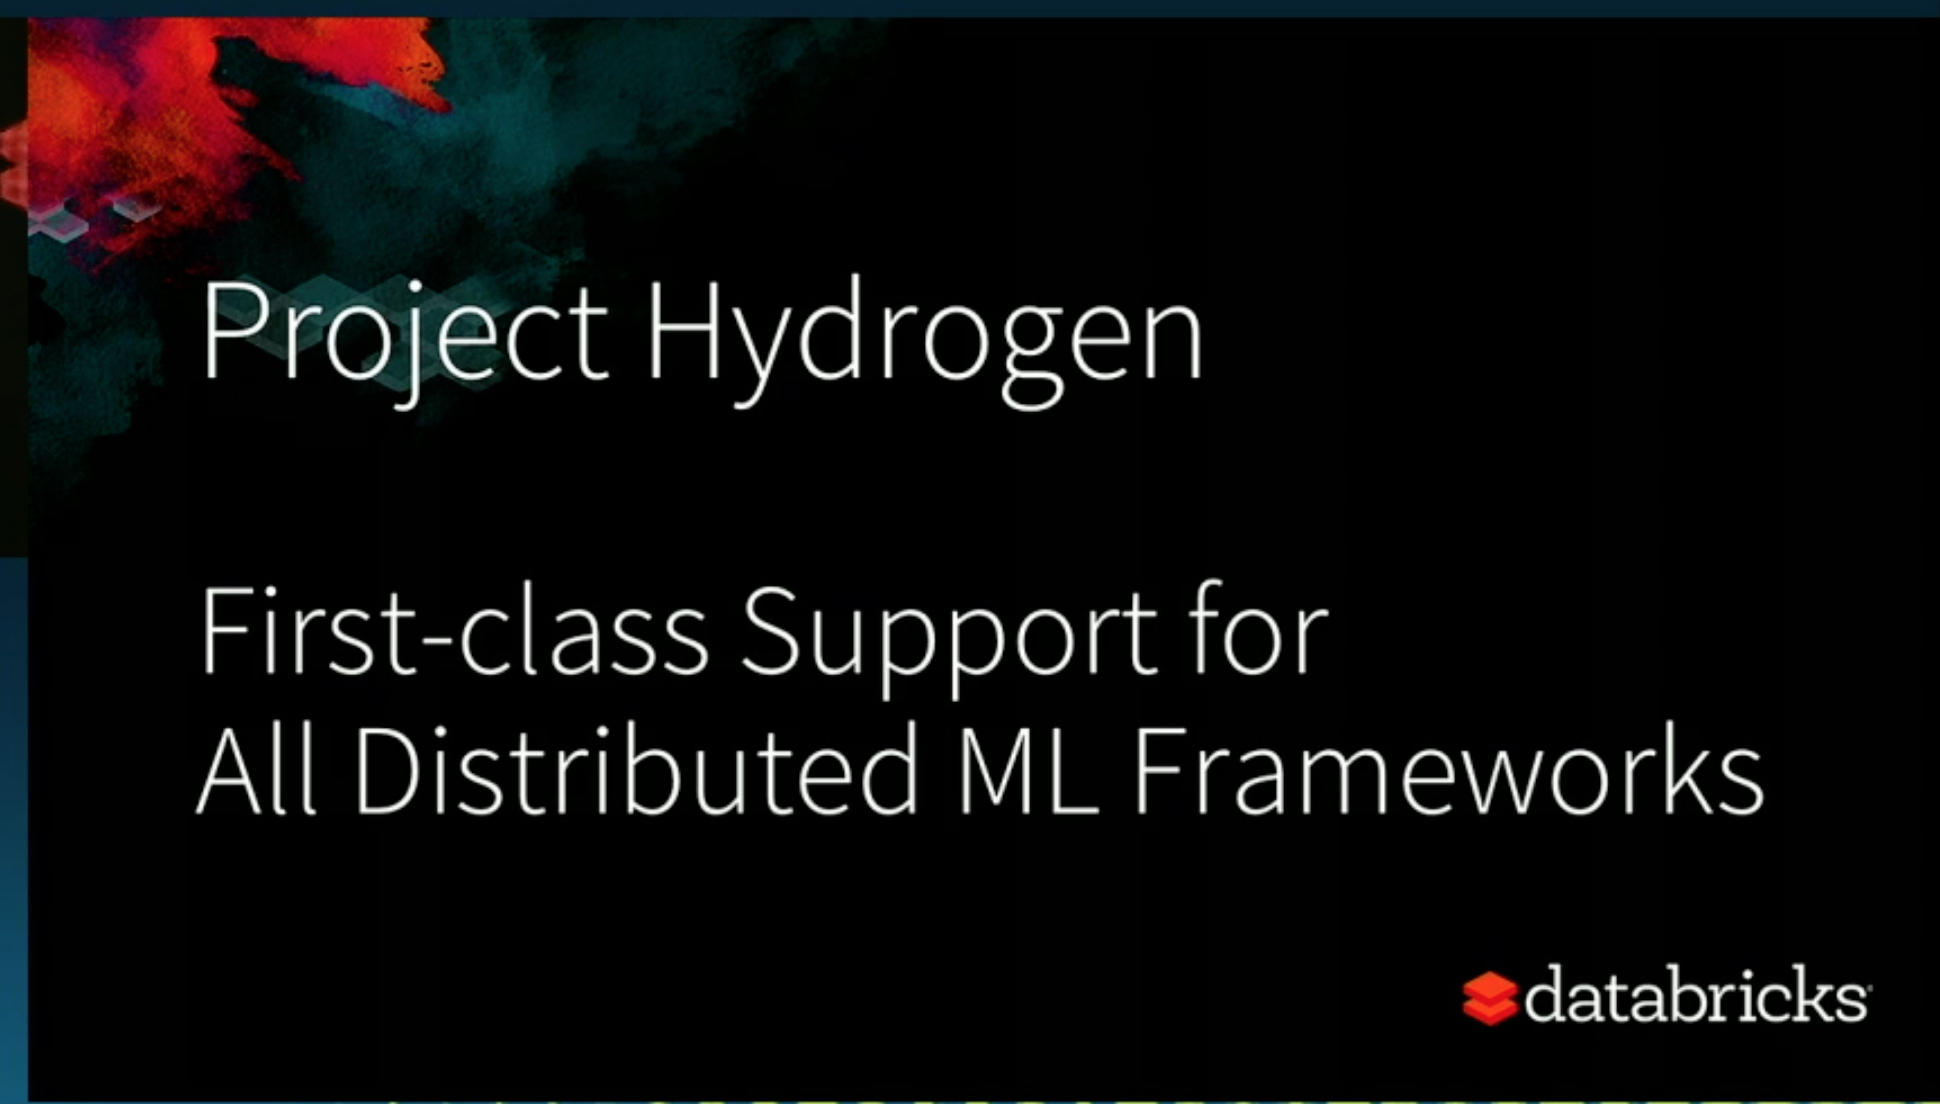 Project Hydrogen
First-class Support for
All Distributed ML Frameworks
databricks